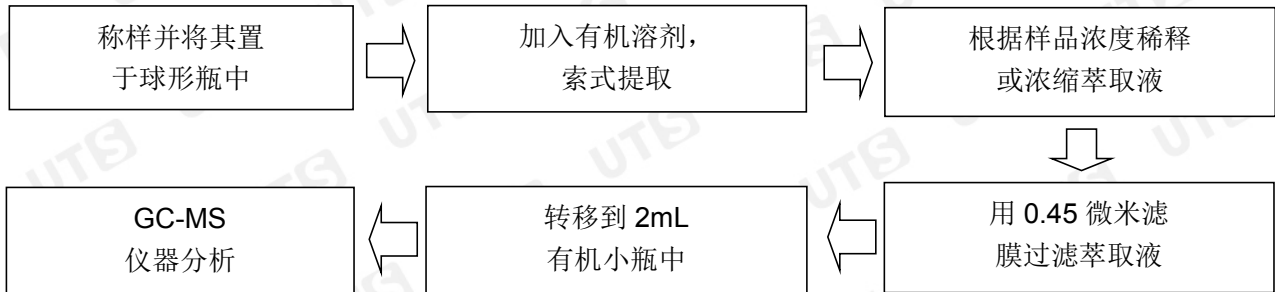 称样并将其置
于球形瓶中
加入有机溶剂，
索式提取
根据样品浓度稀释
或浓缩萃取液
用 0.45 微米滤
膜过滤萃取液
转移到 2mL
有机小瓶中
GC-MS
仪器分析